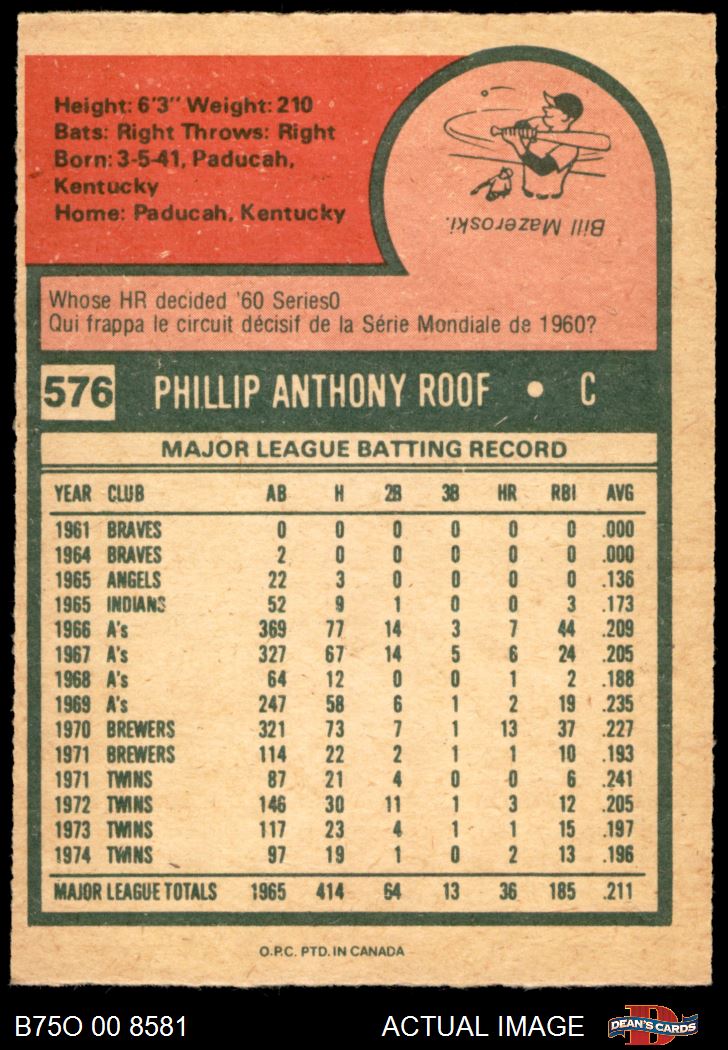 Height: 6'3" Weight: 210
Bats: Right Throws: Right
Born: 3-5-41, Paducah,
Kentucky
Home: Paducah, Kentucky
Bill Mazeroski.
Whose HR decided '60 Series0
Qui frappa le circuit décisif de la Série Mondiale de 1960?
576 PHILLIP ANTHONY ROOF • C
MAJOR LEAGUE BATTING RECORD
YEAR CLUB AB H 2B 3B HR RBI AVG
1961 BRAVES 0 0 0 0 0 0 .000
1964 BRAVES 2 0 0 0 0 0 .000
1965 ANGELS 22 3 0 0 0 0 .136
1965 INDIANS 52 9 1 0 0 3 .173
1966 A's 369 77 14 3 7 44 .209
1967 A's 327 67 14 5 6 24 .205
1968 A's 64 12 0 0 1 2 .188
1969 A's 247 58 6 1 2 19 .235
1970 BREWERS 321 73 7 1 13 37 .227
1971 BREWERS 114 22 2 1 1 10 .193
1971 TWINS 87 21 4 0 0 6 .241
1972 TWINS 146 30 11 1 3 12 .205
1973 TWINS 117 23 4 1 1 15 .197
1974 TWINS 97 19 1 0 2 13 .196
MAJOR LEAGUE TOTALS 1965 414 64 13 36 185 .211
O.P.C. PTD. IN CANADA
B75O 00 8581 ACTUAL IMAGE D DEAN'S CARDS